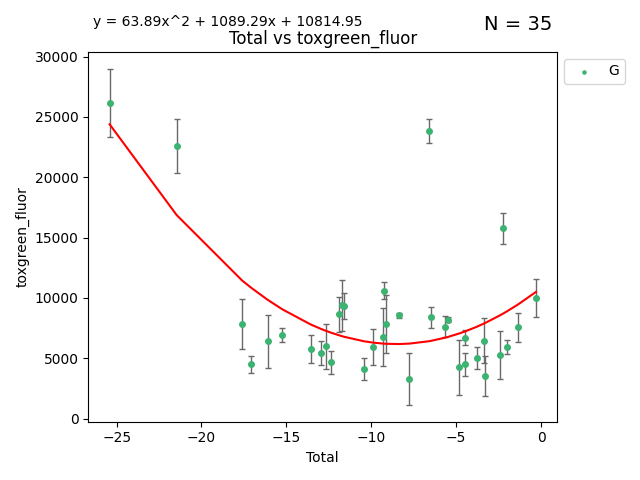 y = 63.89x^2 + 1089.29x + 10814.95
N = 35
Total vs toxgreen_fluor
G
30000
25000
20000
15000
10000
5000
0
toxgreen_fluor
−25
−20
−15
−10
−5
0
Total